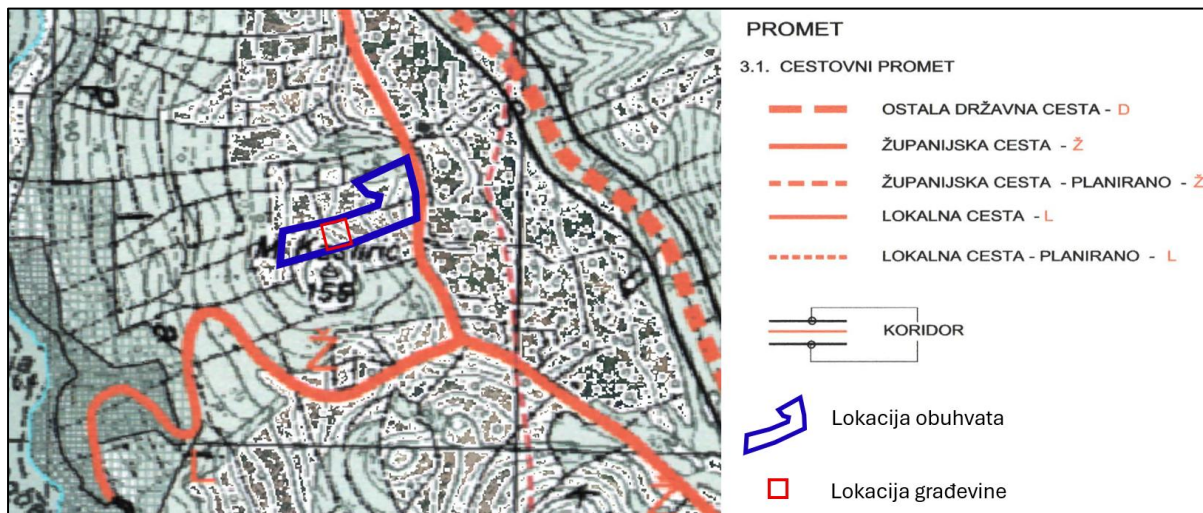 PROMET
3.1. CESTOVNI PROMET
OSTALA DRŽAVNA CESTA - D
ŽUPANIJSKA CESTA - Ž
ŽUPANIJSKA CESTA - PLANIRANO - Ž
LOKALNA CESTA - L
LOKALNA CESTA - PLANIRANO - L
KORIDOR
Lokacija obuhvata
Lokacija građevine
155
Ž
L